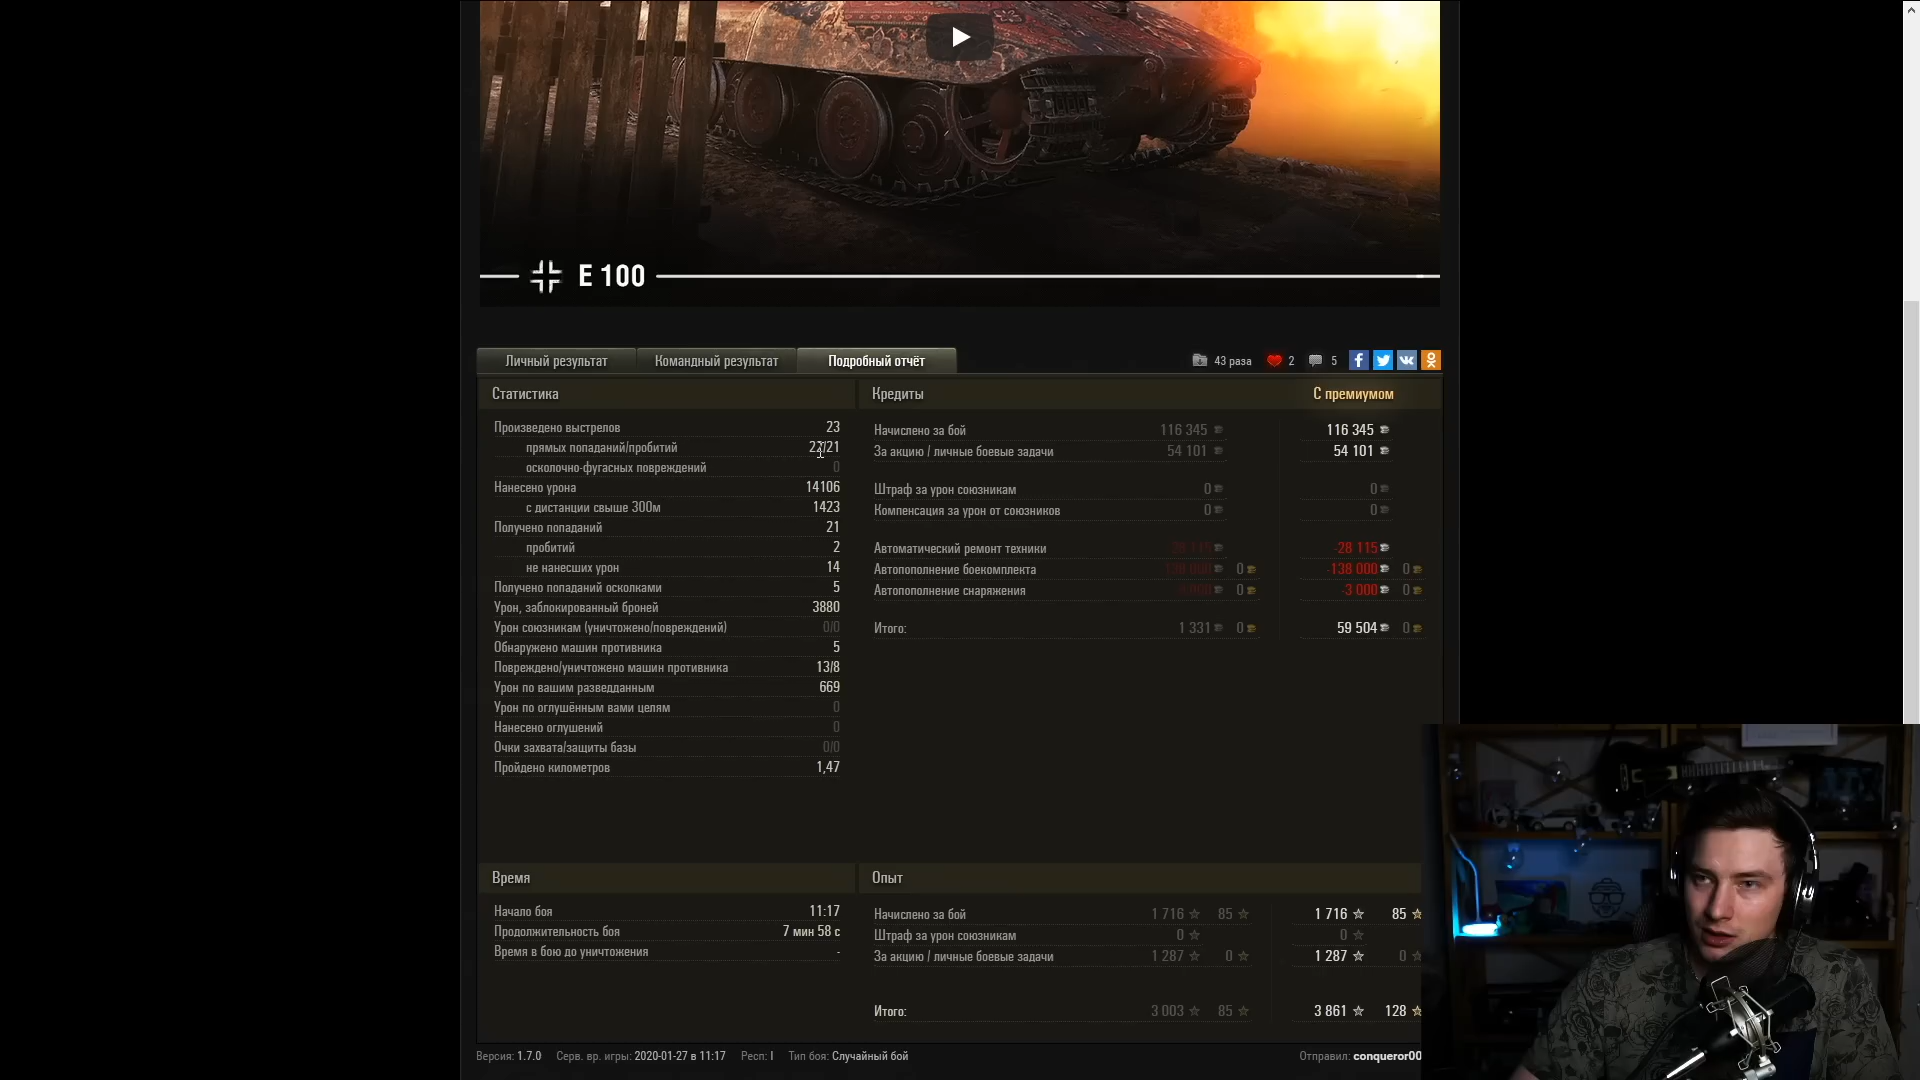 E 100
Личный результат
Командный результат
Подробный отчёт
43 раза
2
5
Статистика
Произведено выстрелов 23
прямых попаданий/пробитий 22/21
осколочно-фугасных повреждений 0
Нанесено урона 14106
с дистанции свыше 300м 1423
Получено попаданий 21
пробитий 2
не нанесших урон 14
Получено попаданий осколками 5
Урон, заблокированный броней 3880
Урон союзникам (уничтожено/повреждений) 0/0
Обнаружено машин противника 5
Повреждено/уничтожено машин противника 13/8
Урон по вашим разведданным 669
Урон по оглушённым вами целям 0
Нанесено оглушений 0
Очки захвата/защиты базы 0/0
Пройдено километров 1,47
Кредиты С премиумом
Начислено за бой 116 345 116 345
За акцию / личные боевые задачи 54 101 54 101
Штраф за урон союзникам 0 0
Компенсация за урон от союзников 0 0
Автоматический ремонт техники -28 115
Автопополнение боекомплекта 0 -138 000 0
Автопополнение снаряжения 0 -3 000 0
Итого: 1 331 0 59 504 0
Время
Начало боя 11:17
Продолжительность боя 7 мин 58 с
Время в бою до уничтожения -
Опыт
Начислено за бой 1 716 85 1 716 85
Штраф за урон союзникам 0 0
За акцию / личные боевые задачи 1 287 0 1 287 0
Итого: 3 003 85 3 861 128
Версия: 1.7.0 Серв. вр. игры: 2020-01-27 в 11:17 Респ: I Тип боя: Случайный бой
Отправил: conqueror00